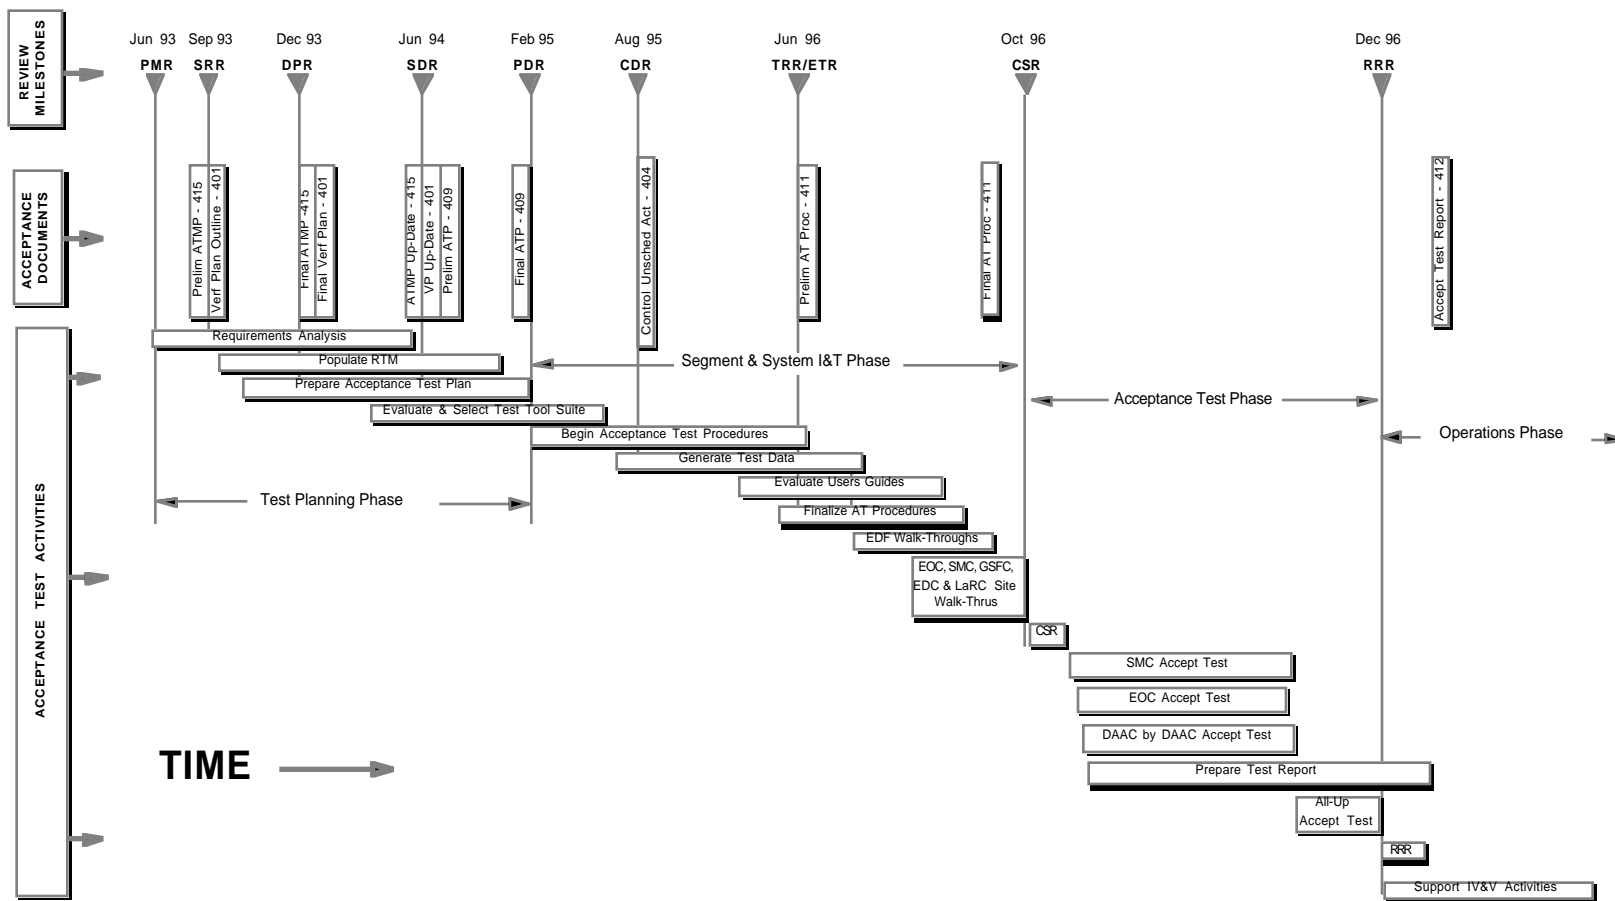 REVIEW
MILESTONES
Jun 93
Sep 93
Dec 93
Jun 94
Feb 95
Aug 95
Jun 96
Oct 96
Dec 96
PMR
SRR
DPR
SDR
PDR
CDR
TRR/ETR
CSR
RRR
ACCEPTANCE
DOCUMENTS
Prelim ATMP - 415
Verf Plan Outline - 401
Final ATMP -415
Final Verf Plan - 401
ATMP Up-Date - 415
VP Up-Date - 401
Prelim ATP - 409
Final ATP - 409
Control Unsched Act - 404
Prelim AT Proc - 411
Final AT Proc - 411
Accept Test Report - 412
ACCEPTANCE TEST ACTIVITIES
Requirements Analysis
Populate RTM
Segment & System I&T Phase
Prepare Acceptance Test Plan
Acceptance Test Phase
Evaluate & Select Test Tool Suite
Begin Acceptance Test Procedures
Operations Phase
Generate Test Data
Evaluate Users Guides
Test Planning Phase
Finalize AT Procedures
EDF Walk-Throughs
EOC, SMC, GSFC,
EDC & LaRC Site
Walk-Thrus
CSR
SMC Accept Test
EOC Accept Test
DAAC by DAAC Accept Test
TIME
Prepare Test Report
All-Up
Accept Test
RRR
Support IV&V Activities